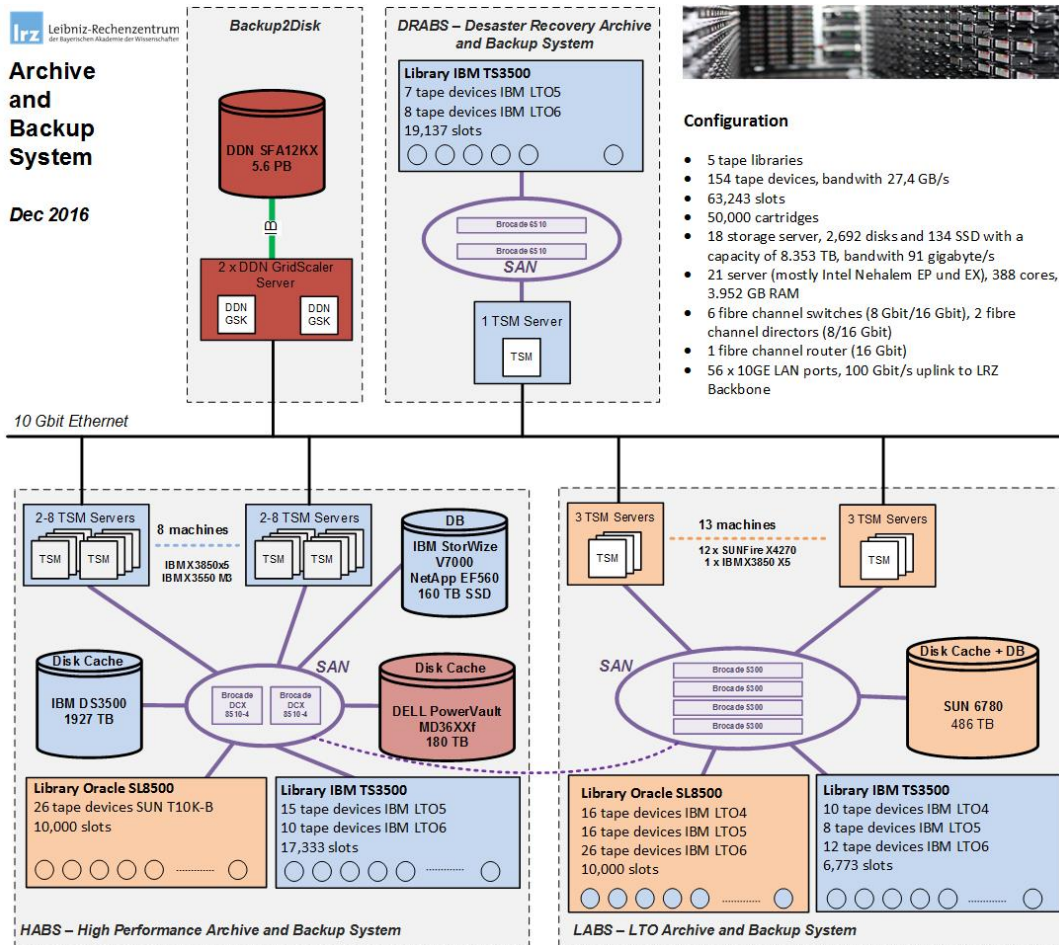 lrz
Leibniz-Rechenzentrum
der Bayerischen Akademie der Wissenschaften
Archive
and
Backup
System
Dec 2016
Backup2Disk
DDN SFA12KX
5.6 PB
IB
2 x DDN GridScaler
Server
DDN
GSK
DDN
GSK
DRABS – Desaster Recovery Archive
and Backup System
Library IBM TS3500
7 tape devices IBM LTO5
8 tape devices IBM LTO6
19,137 slots
Brocade 6510
Brocade 6510
SAN
1 TSM Server
TSM
Configuration
• 5 tape libraries
• 154 tape devices, bandwith 27,4 GB/s
• 63,243 slots
• 50,000 cartridges
• 18 storage server, 2,692 disks and 134 SSD with a
capacity of 8.353 TB, bandwith 91 gigabyte/s
• 21 server (mostly Intel Nehalem EP und EX), 388 cores,
3.952 GB RAM
• 6 fibre channel switches (8 Gbit/16 Gbit), 2 fibre
channel directors (8/16 Gbit)
• 1 fibre channel router (16 Gbit)
• 56 x 10GE LAN ports, 100 Gbit/s uplink to LRZ
Backbone
10 Gbit Ethernet
2-8 TSM Servers
TSM
TSM
8 machines
IBM X3850x5
IBM X3550 M3
2-8 TSM Servers
TSM
TSM
DB
IBM StorWize
V7000
NetApp EF560
160 TB SSD
Disk Cache
IBM DS3500
1927 TB
SAN
Brocade
DCX
8510-4
Brocade
DCX
8510-4
Disk Cache
DELL PowerVault
MD36XXf
180 TB
Library Oracle SL8500
26 tape devices SUN T10K-B
10,000 slots
Library IBM TS3500
15 tape devices IBM LTO5
10 tape devices IBM LTO6
17,333 slots
HABS – High Performance Archive and Backup System
3 TSM Servers
TSM
13 machines
12 x SUNFire X4270
1 x IBM X3850 X5
3 TSM Servers
TSM
SAN
Brocade 5300
Brocade 5300
Brocade 5300
Brocade 5300
Disk Cache + DB
SUN 6780
486 TB
Library Oracle SL8500
16 tape devices IBM LTO4
16 tape devices IBM LTO5
26 tape devices IBM LTO6
10,000 slots
Library IBM TS3500
10 tape devices IBM LTO4
8 tape devices IBM LTO5
12 tape devices IBM LTO6
6,773 slots
LABS – LTO Archive and Backup System